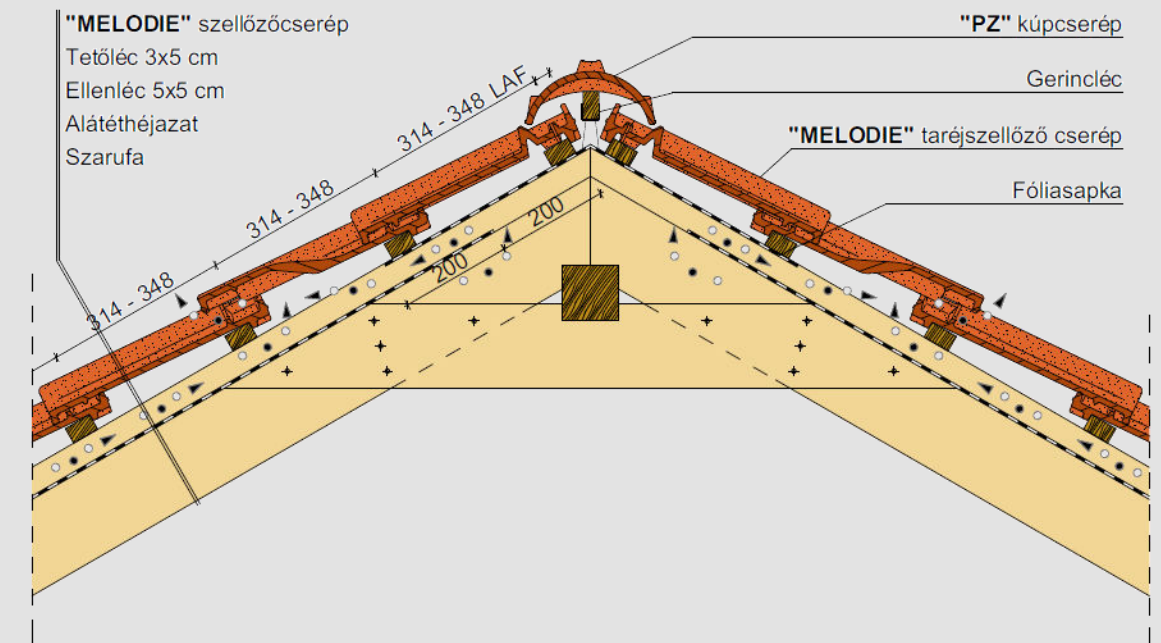 "MELODIE" szellőzőcserép
Tetőléc 3x5 cm
Ellenléc 5x5 cm
Alátéthéjazat
Szarufa
"PZ" kúpcserép
Gerincléc
"MELODIE" taréjszellőző cserép
Fóliasapka
314 - 348 LAF
314 - 348
314 - 348
200
200